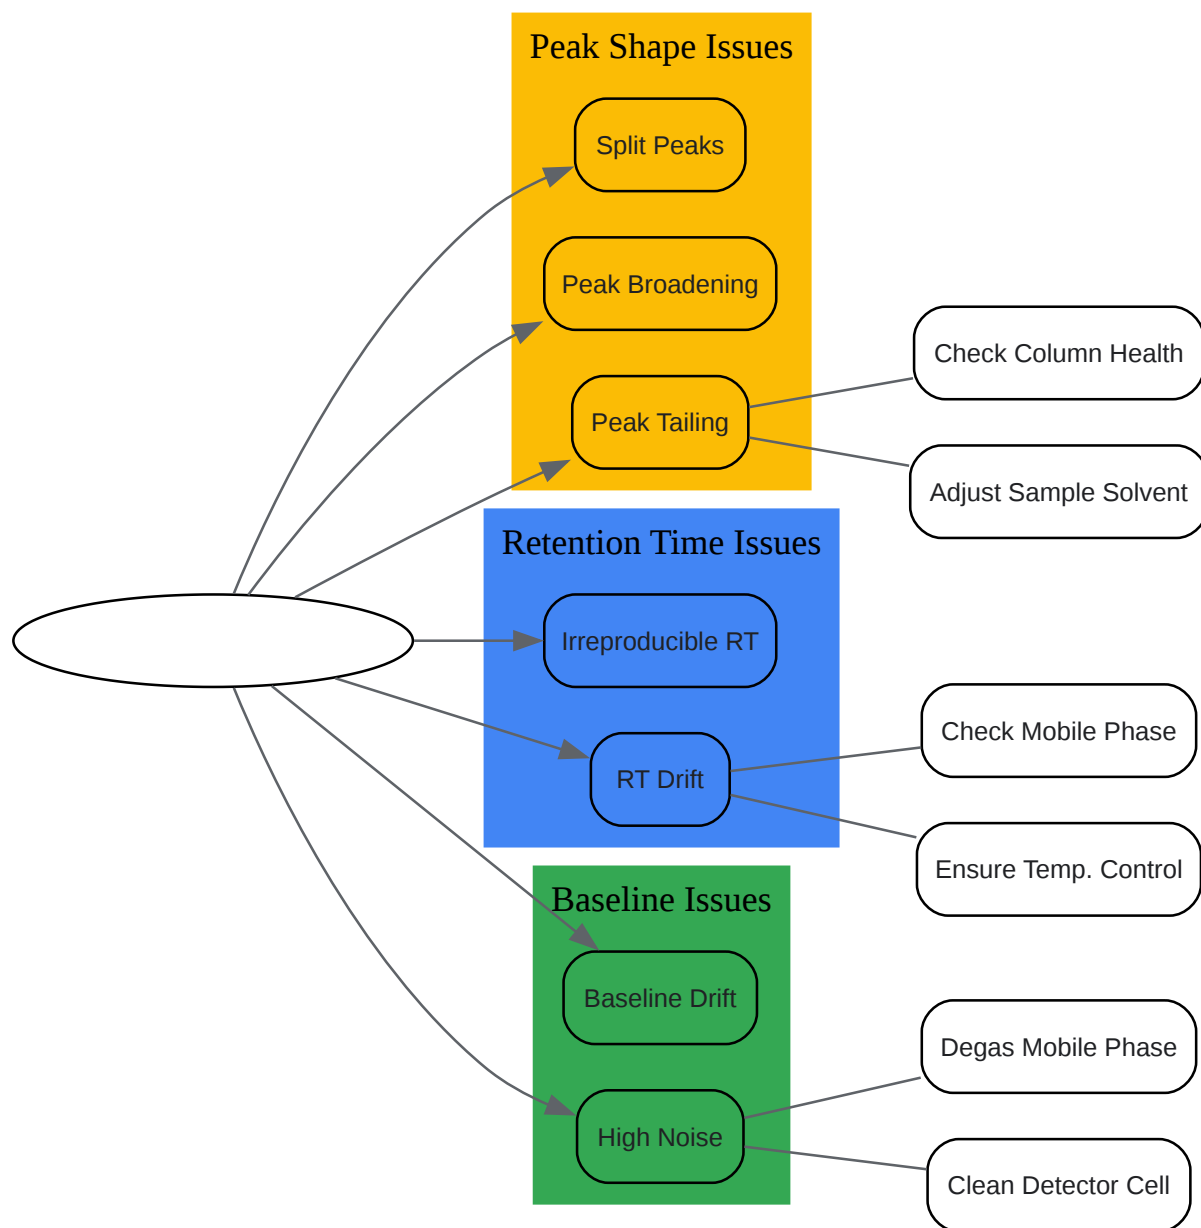 Peak Shape Issues
Split Peaks
Peak Broadening
Peak Tailing
Check Column Health
Adjust Sample Solvent
Retention Time Issues
Irreproducible RT
RT Drift
Check Mobile Phase
Ensure Temp. Control
Baseline Issues
Baseline Drift
High Noise
Degas Mobile Phase
Clean Detector Cell